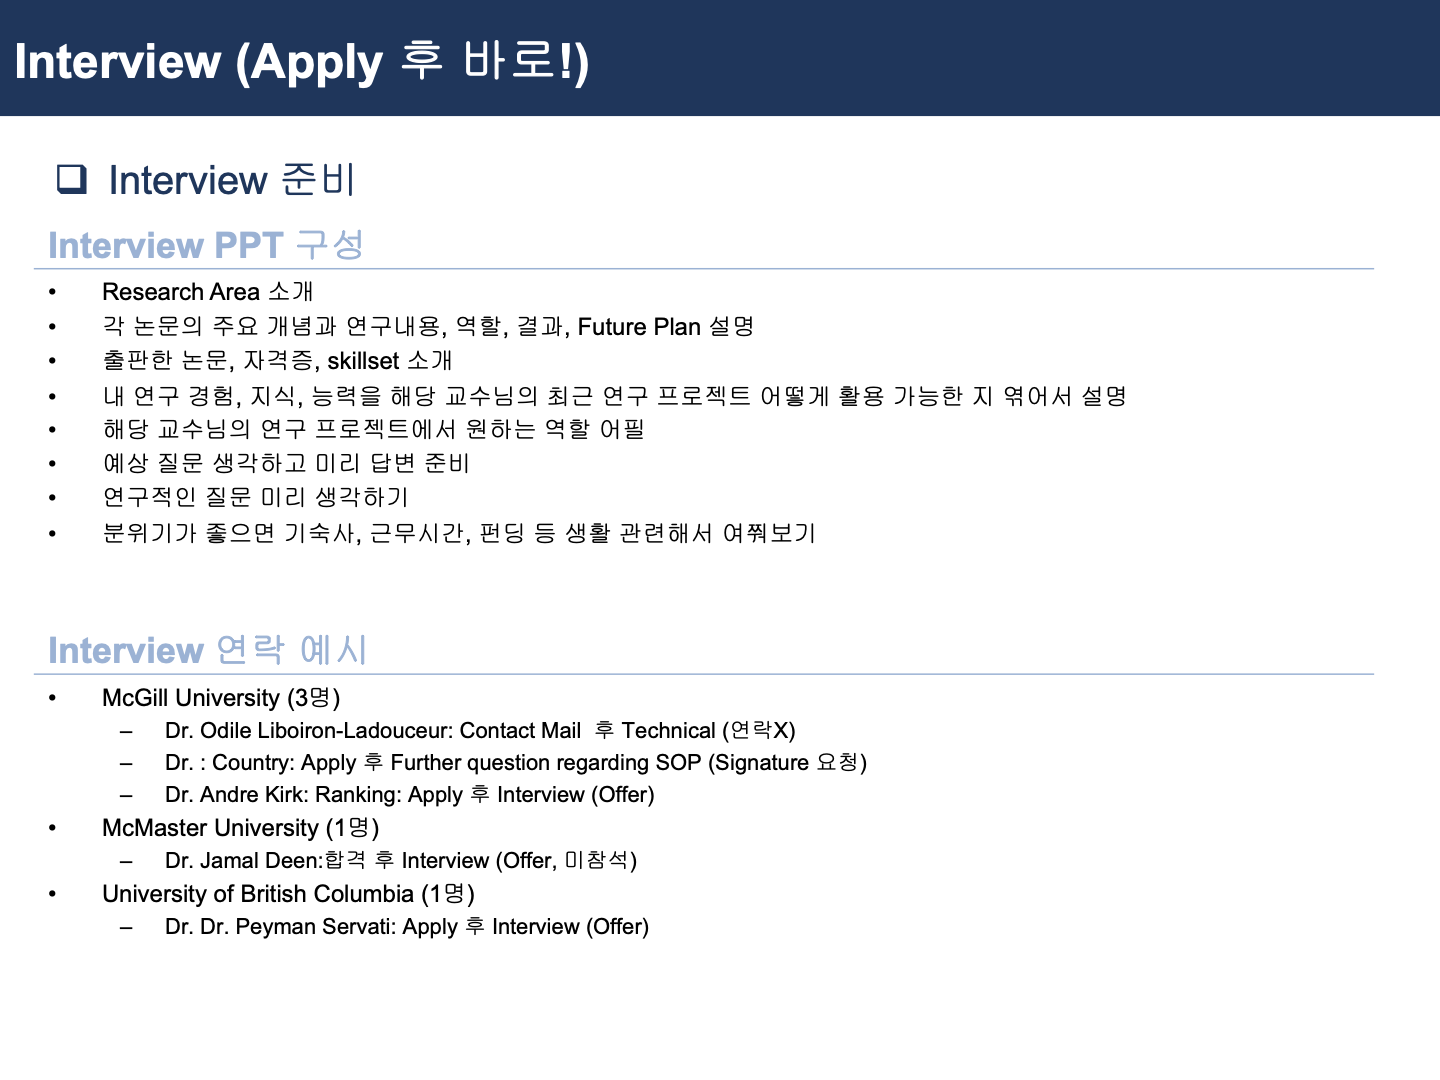 Interview (Apply 후 바로!)
❑ Interview 준비
Interview PPT 구성
• Research Area 소개
• 각 논문의 주요 개념과 연구내용, 역할, 결과, Future Plan 설명
• 출판한 논문, 자격증, skillset 소개
• 내 연구 경험, 지식, 능력을 해당 교수님의 최근 연구 프로젝트 어떻게 활용 가능한 지 엮어서 설명
• 해당 교수님의 연구 프로젝트에서 원하는 역할 어필
• 예상 질문 생각하고 미리 답변 준비
• 연구적인 질문 미리 생각하기
• 분위기가 좋으면 기숙사, 근무시간, 펀딩 등 생활 관련해서 여쭤보기
Interview 연락 예시
• McGill University (3명)
– Dr. Odile Liboiron-Ladouceur: Contact Mail 후 Technical (연락X)
– Dr. : Country: Apply 후 Further question regarding SOP (Signature 요청)
– Dr. Andre Kirk: Ranking: Apply 후 Interview (Offer)
• McMaster University (1명)
– Dr. Jamal Deen:합격 후 Interview (Offer, 미참석)
• University of British Columbia (1명)
– Dr. Dr. Peyman Servati: Apply 후 Interview (Offer)